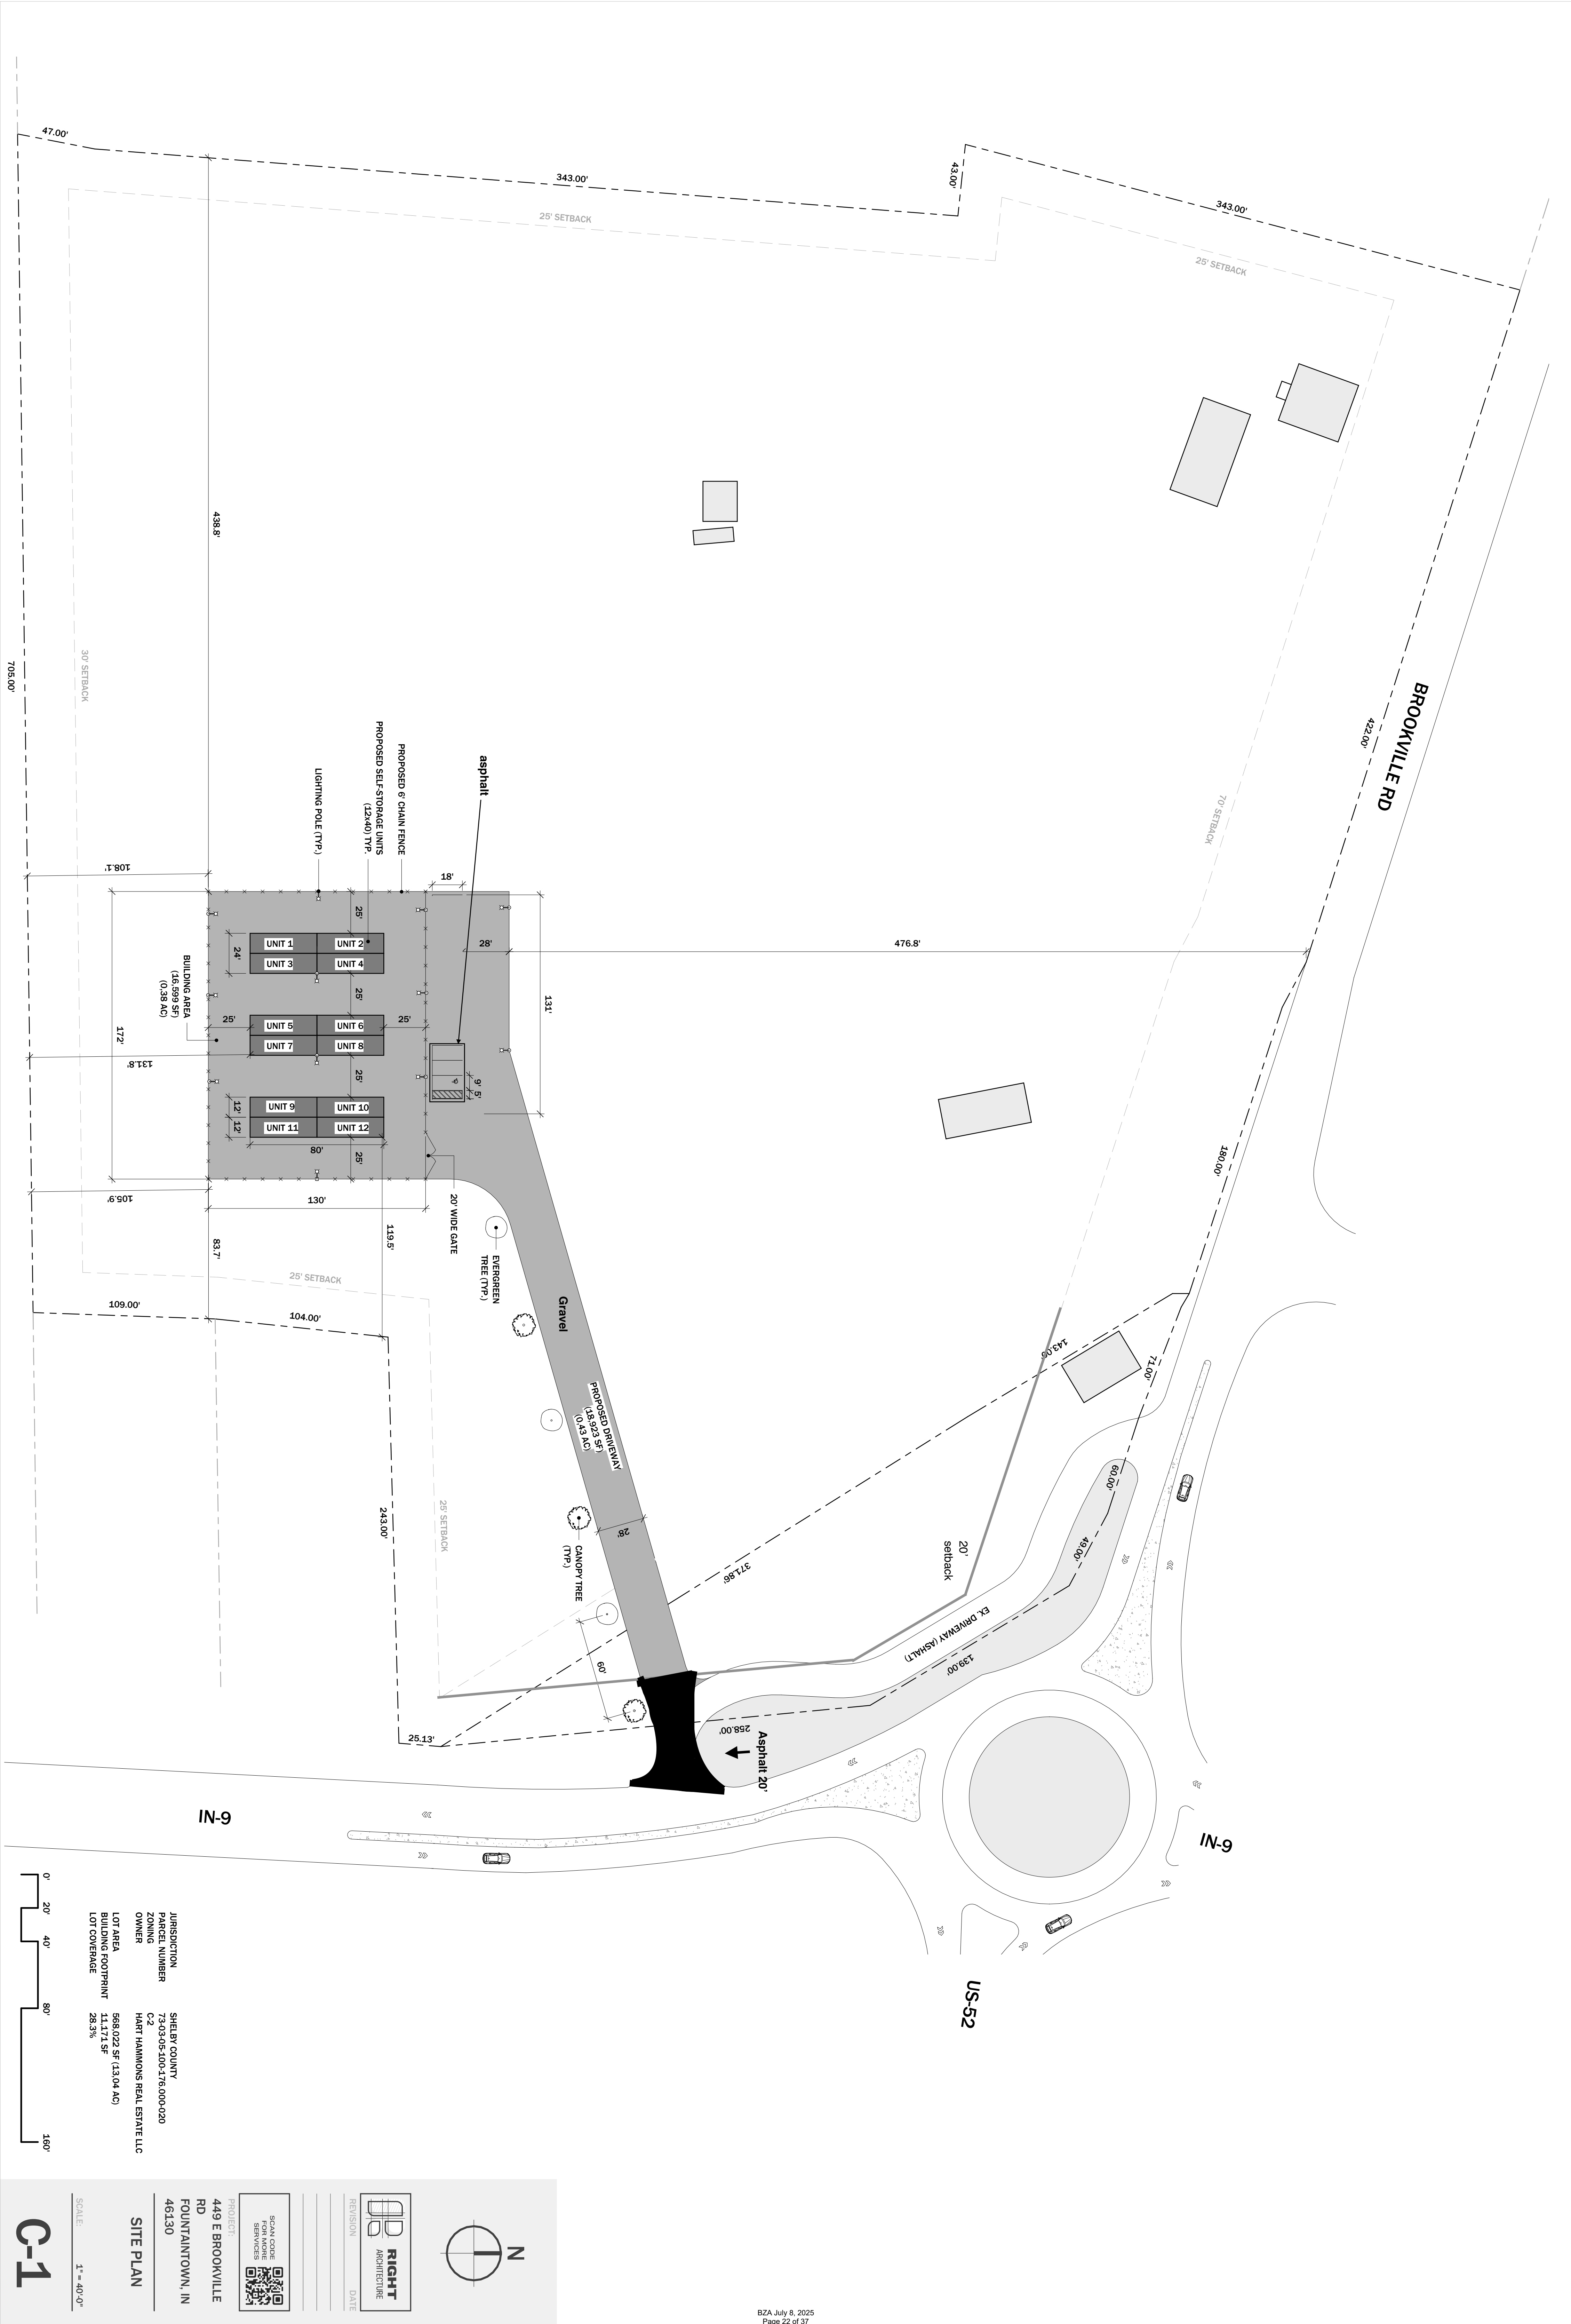 47.00'
343.00'
43.00'
343.00'
25' SETBACK
25' SETBACK
BROOKVILLE RD
422.00'
70' SETBACK
438.8'
705.00'
30' SETBACK
asphalt
PROPOSED 6' CHAIN FENCE
PROPOSED SELF-STORAGE UNITS
(12x40) TYP.
LIGHTING POLE (TYP.)
108.1'
18'
25'
28'
476.8'
131'
UNIT 1
UNIT 2
UNIT 3
UNIT 4
24'
BUILDING AREA
(16,599 SF)
(0.38 AC)
25'
172'
131.8'
25'
25'
UNIT 5
UNIT 6
UNIT 7
UNIT 8
9'
5'
25'
12'
12'
UNIT 9
UNIT 10
UNIT 11
UNIT 12
80'
25'
180.00'
105.9'
130'
20' WIDE GATE
83.7'
119.5'
EVERGREEN
TREE (TYP.)
25' SETBACK
109.00'
104.00'
Gravel
143.05'
71.00'
PROPOSED DRIVEWAY
(18,923 SF)
(0.43 AC)
60.00'
243.00'
25' SETBACK
28'
CANOPY TREE
(TYP.)
371.86'
20'
setback
49.00'
EX. DRIVEWAY (ASPHALT)
139.00'
60'
258.00'
25.13'
Asphalt 20'
IN-9
IN-9
US-52
0'
20'
40'
80'
160'
JURISDICTION SHELBY COUNTY
PARCEL NUMBER 73-03-05-100-176.000-020
ZONING C-2
OWNER HART HAMMONS REAL ESTATE LLC
LOT AREA 568,022 SF (13.04 AC)
BUILDING FOOTPRINT 11,171 SF
LOT COVERAGE 28.3%
N
RIGHT
ARCHITECTURE
REVISION DATE
SCAN CODE
FOR MORE
SERVICES
PROJECT:
449 E BROOKVILLE
RD
FOUNTAINTOWN, IN
46130
SITE PLAN
SCALE: 1" = 40'-0"
C-1
BZA July 8, 2025
Page 22 of 37